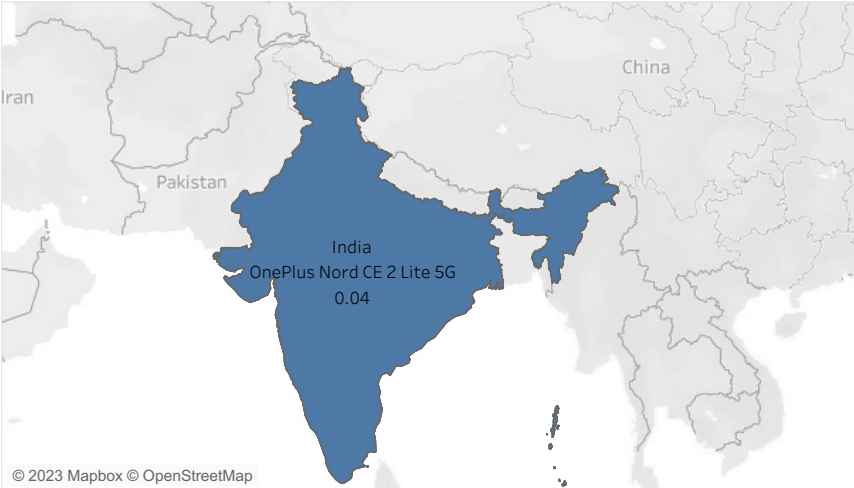 China
Iran
Pakistan
India
OnePlus Nord CE 2 Lite 5G
0.04
© 2023 Mapbox © OpenStreetMap